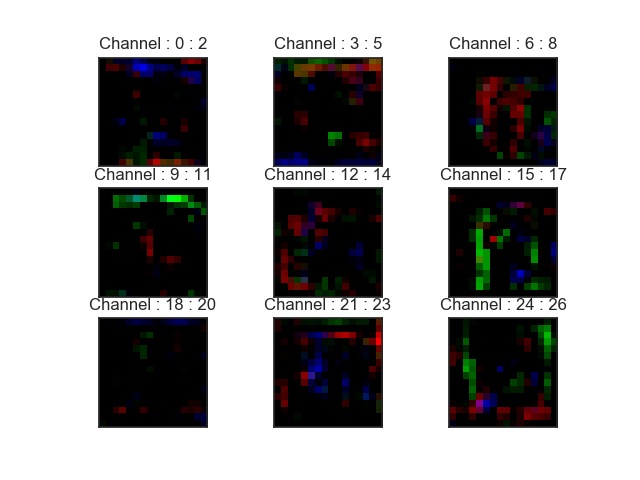 Channel : 0 : 2
Channel : 3 : 5
Channel : 6 : 8
Channel : 9 : 11
Channel : 12 : 14
Channel : 15 : 17
Channel : 18 : 20
Channel : 21 : 23
Channel : 24 : 26